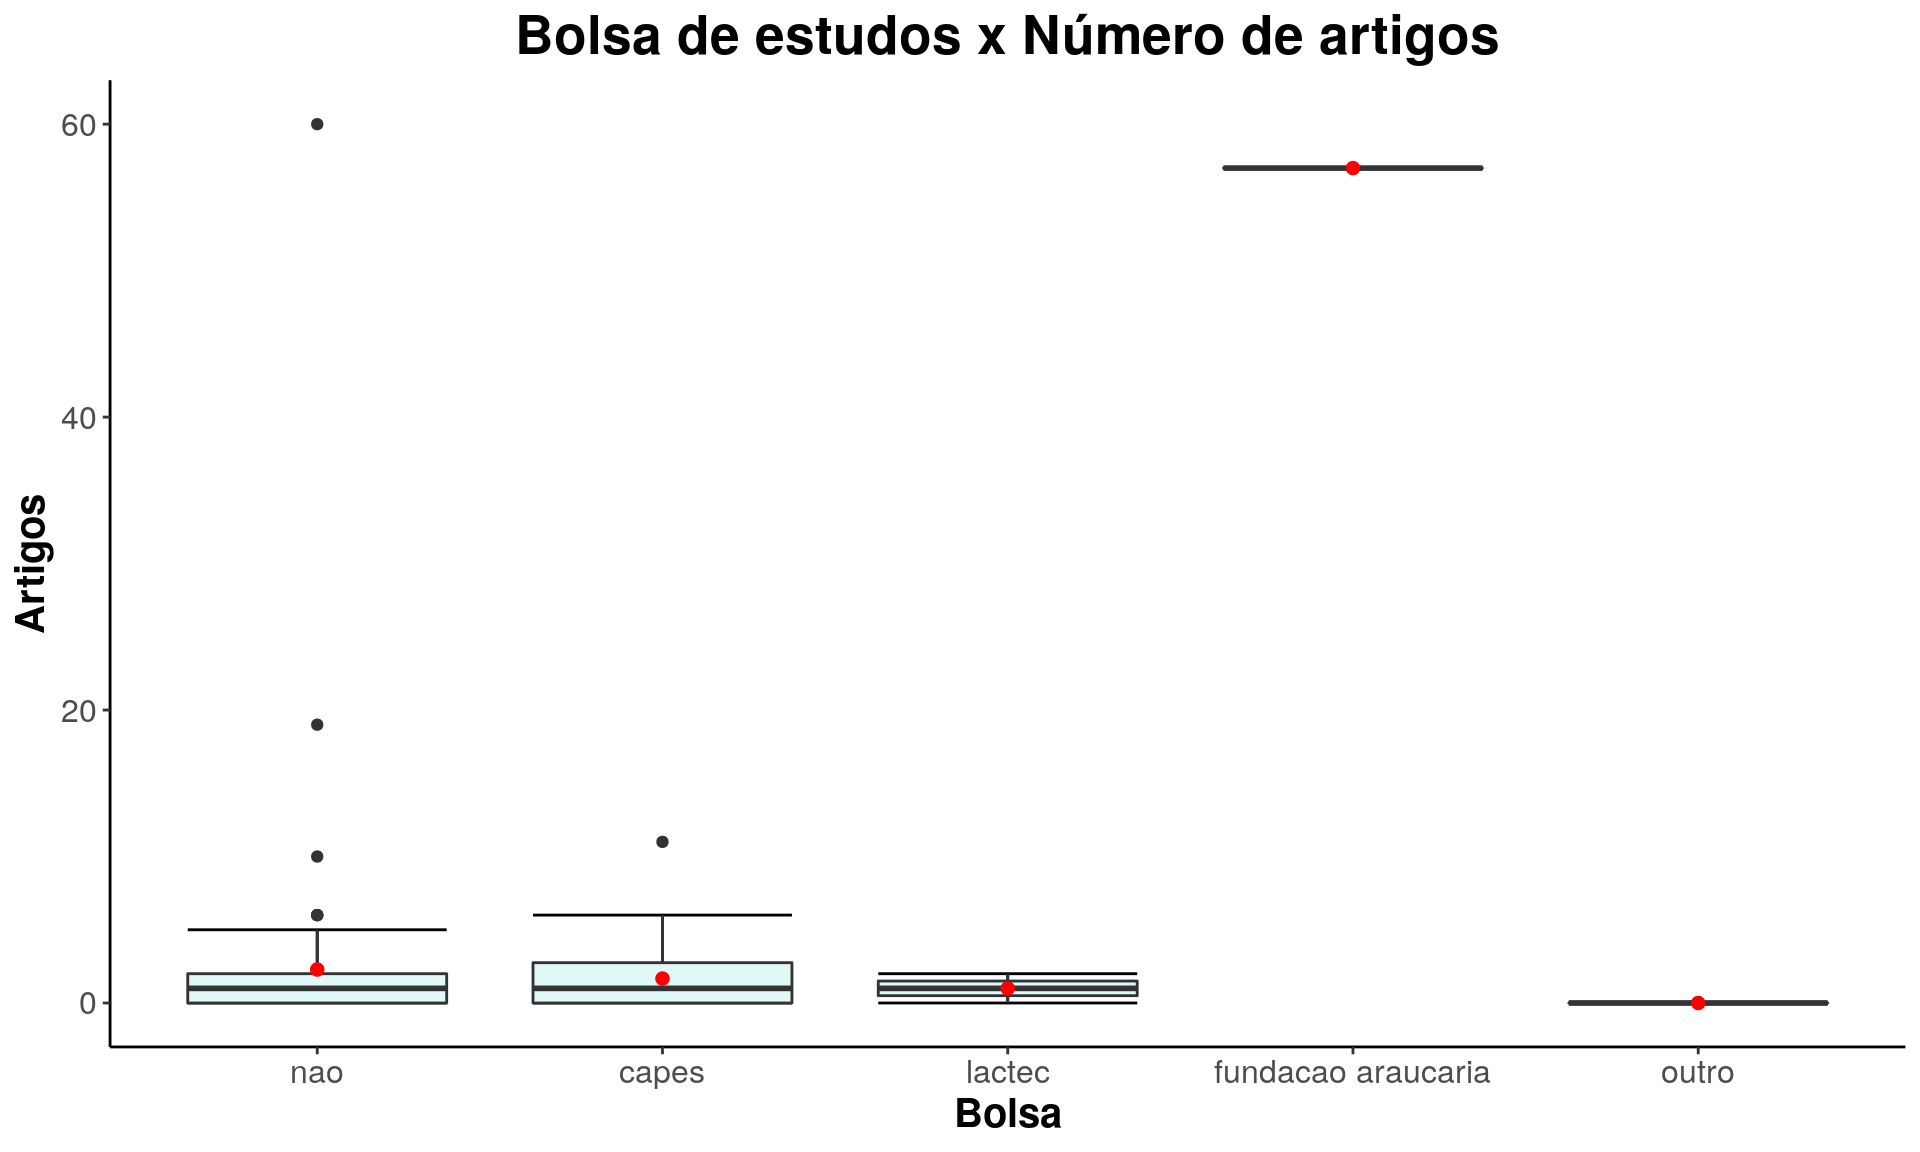 Bolsa de estudos x Número de artigos
60
40
20
0
Artigos
nao capes lactec fundacao araucaria outro
Bolsa